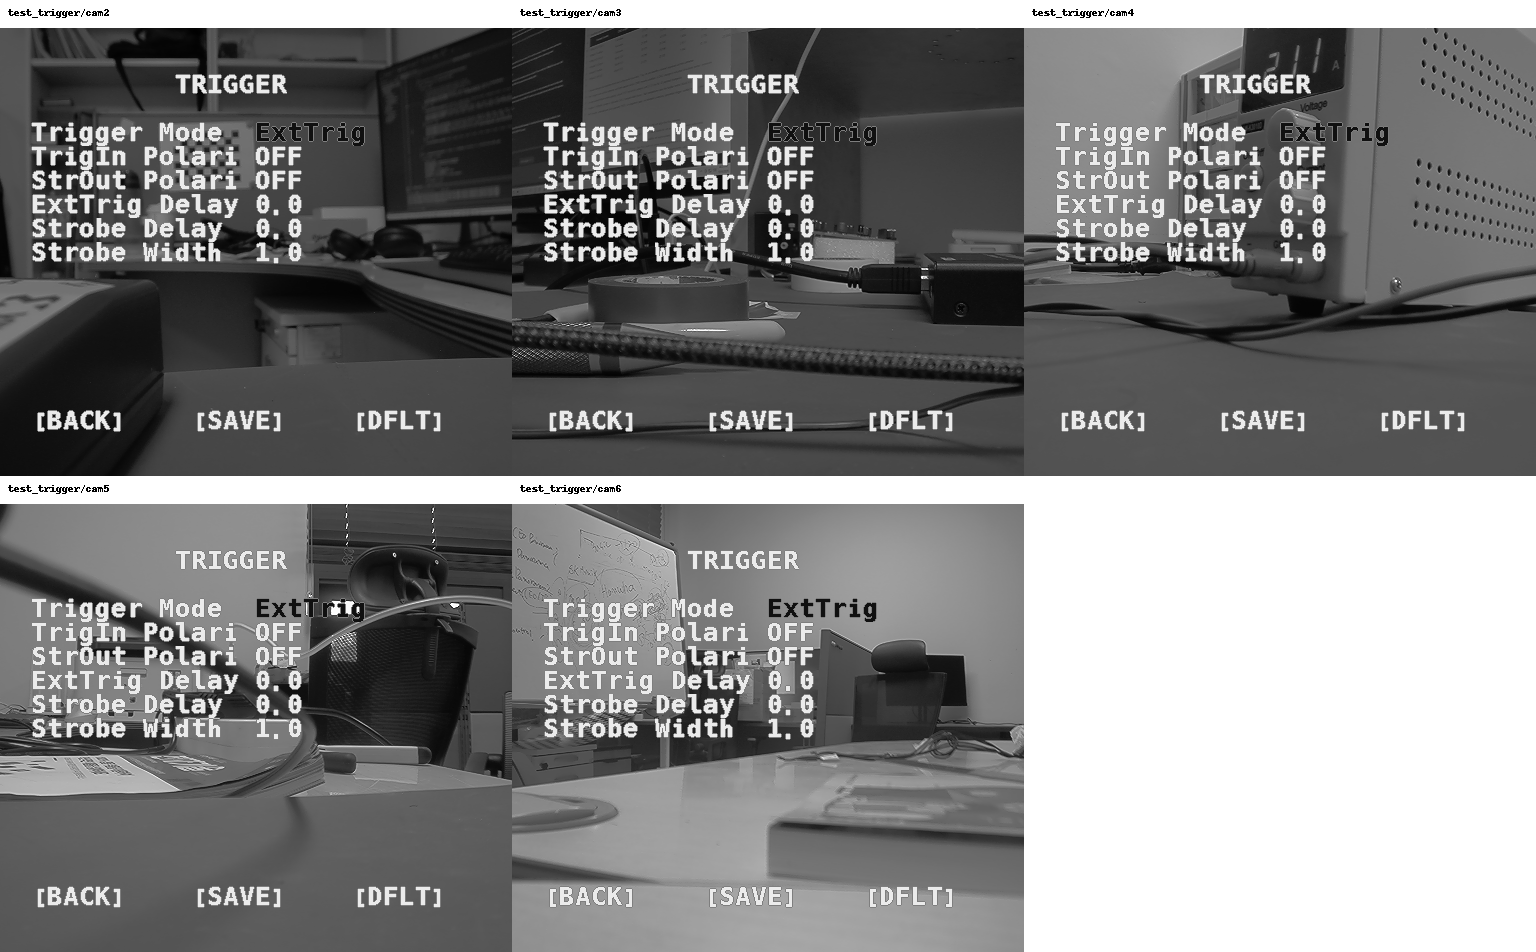 test_trigger/cam2
TRIGGER
Trigger Mode ExtTrig
TrigIn Polari OFF
StrOut Polari OFF
ExtTrig Delay 0.0
Strobe Delay 0.0
Strobe Width 1.0
[BACK] [SAVE] [DFLT]
test_trigger/cam3
TRIGGER
Trigger Mode ExtTrig
TrigIn Polari OFF
StrOut Polari OFF
ExtTrig Delay 0.0
Strobe Delay 0.0
Strobe Width 1.0
[BACK] [SAVE] [DFLT]
test_trigger/cam4
211 A
Voltage
TRIGGER
Trigger Mode ExtTrig
TrigIn Polari OFF
StrOut Polari OFF
ExtTrig Delay 0.0
Strobe Delay 0.0
Strobe Width 1.0
[BACK] [SAVE] [DFLT]
test_trigger/cam5
TRIGGER
Trigger Mode ExtTrig
TrigIn Polari OFF
StrOut Polari OFF
ExtTrig Delay 0.0
Strobe Delay 0.0
Strobe Width 1.0
[BACK] [SAVE] [DFLT]
test_trigger/cam6
TRIGGER
Trigger Mode ExtTrig
TrigIn Polari OFF
StrOut Polari OFF
ExtTrig Delay 0.0
Strobe Delay 0.0
Strobe Width 1.0
[BACK] [SAVE] [DFLT]